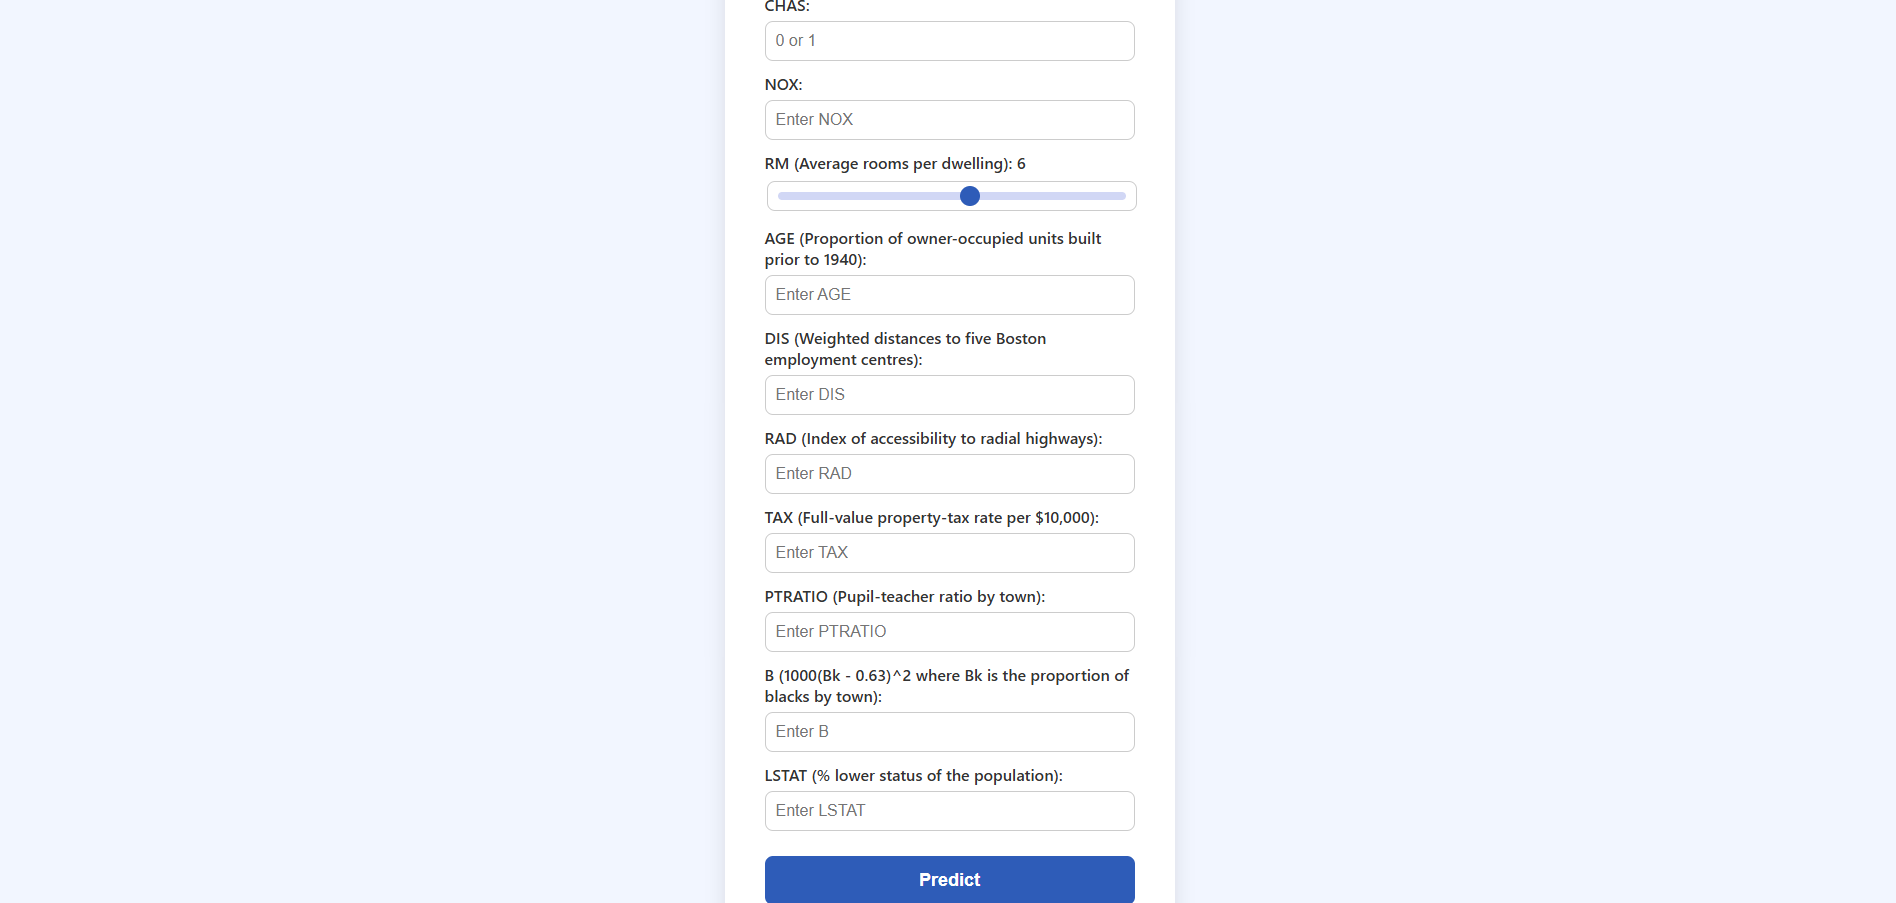 CHAS:
0 or 1
NOX:
Enter NOX
RM (Average rooms per dwelling): 6
AGE (Proportion of owner-occupied units built
prior to 1940):
Enter AGE
DIS (Weighted distances to five Boston
employment centres):
Enter DIS
RAD (Index of accessibility to radial highways):
Enter RAD
TAX (Full-value property-tax rate per $10,000):
Enter TAX
PTRATIO (Pupil-teacher ratio by town):
Enter PTRATIO
B (1000(Bk - 0.63)^2 where Bk is the proportion of
blacks by town):
Enter B
LSTAT (% lower status of the population):
Enter LSTAT
Predict